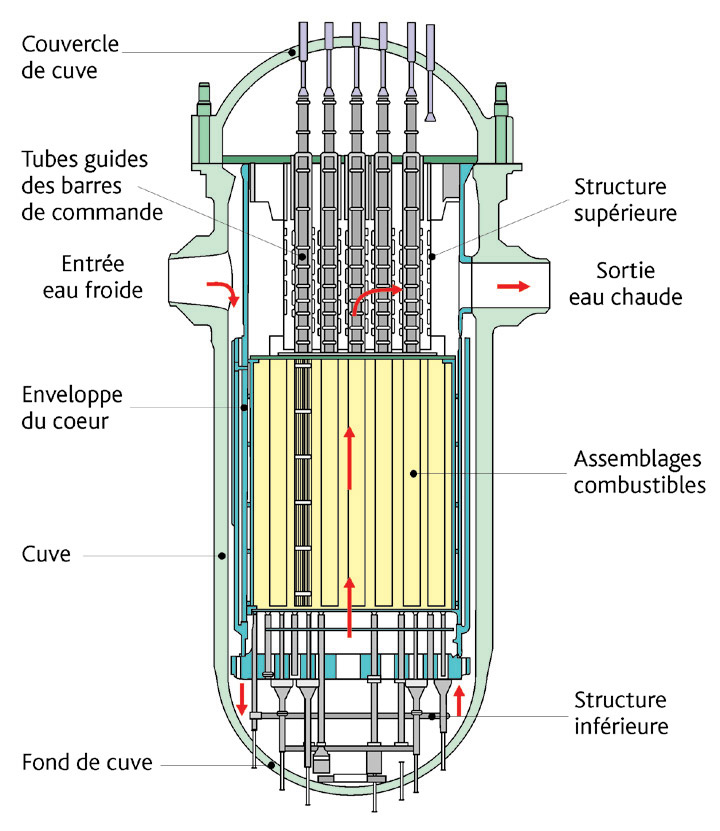 Couvercle
de cuve
Tubes guides
des barres
de commande
Structure
supérieure
Entrée
eau froide
Sortie
eau chaude
Enveloppe
du coeur
Assemblages
combustibles
Cuve
Structure
inférieure
Fond de cuve